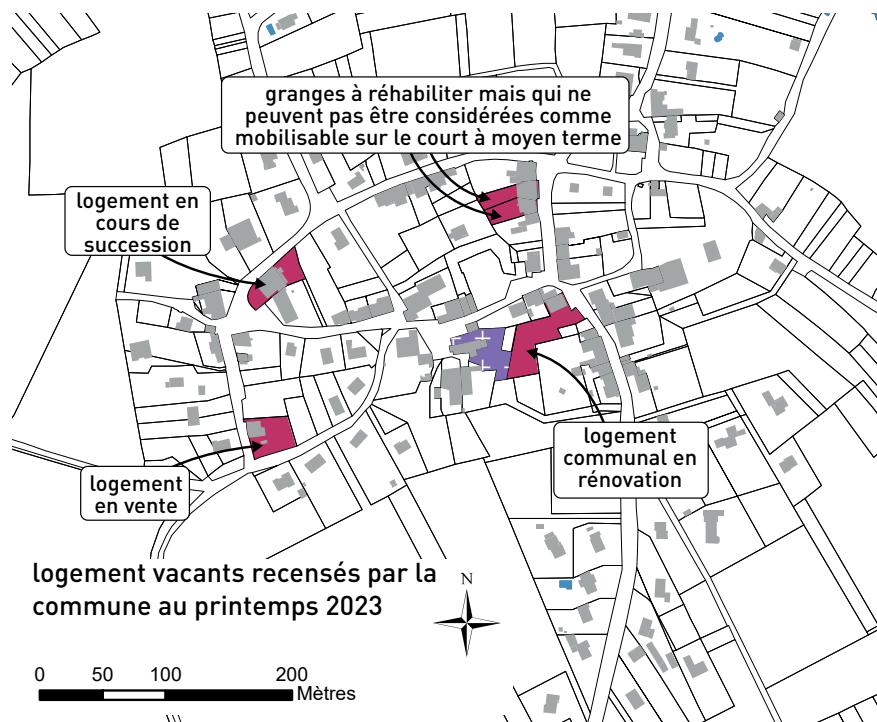 granges à réhabiliter mais qui ne
peuvent pas être considérées comme
mobilisable sur le court à moyen terme
logement en
cours de
succession
logement
communal en
rénovation
logement
en vente
logement vacants recensés par la
commune au printemps 2023
N
0 50 100 200
Mètres